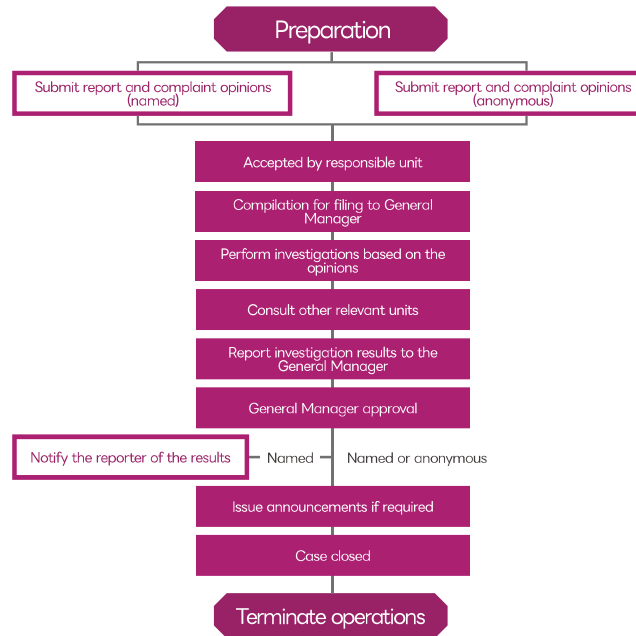 Preparation
Submit report and complaint opinions
(named)
Submit report and complaint opinions
(anonymous)
Accepted by responsible unit
Compilation for filing to General
Manager
Perform investigations based on the
opinions
Consult other relevant units
Report investigation results to the
General Manager
General Manager approval
Notify the reporter of the results
Named
Named or anonymous
Issue announcements if required
Case closed
Terminate operations